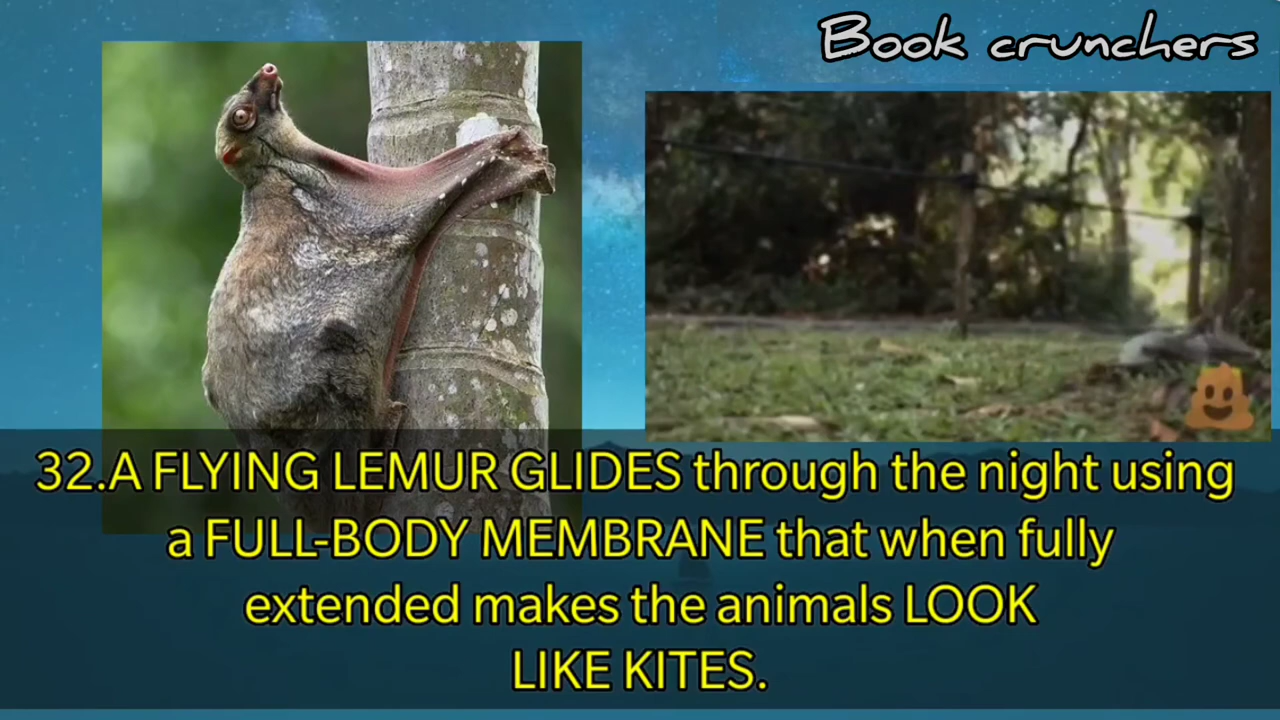 Book crunchers
32.A FLYING LEMUR GLIDES through the night using
a FULL-BODY MEMBRANE that when fully
extended makes the animals LOOK
LIKE KITES.